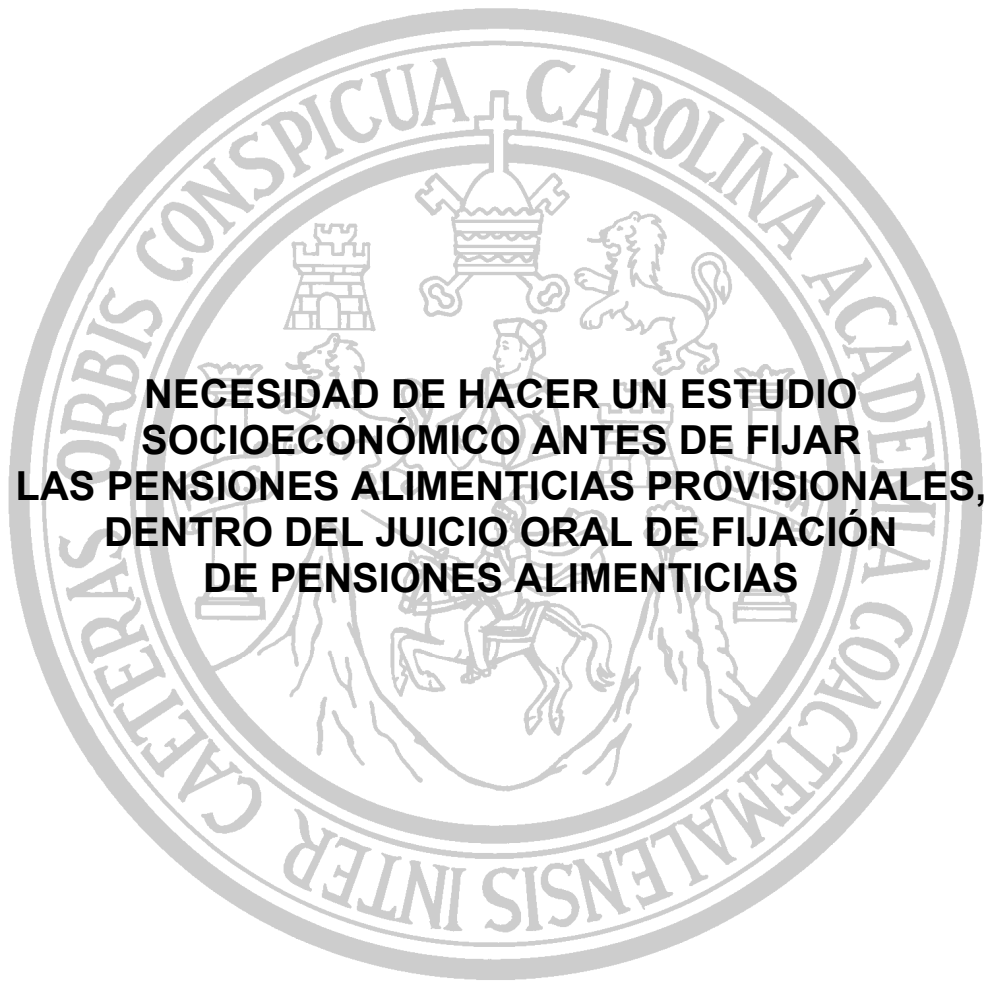 NECESIDAD DE HACER UN ESTUDIO
SOCIOECONÓMICO ANTES DE FIJAR
LAS PENSIONES ALIMENTICIAS PROVISIONALES,
DENTRO DEL JUICIO ORAL DE FIJACIÓN
DE PENSIONES ALIMENTICIAS
CAETERAS ORBIS CONSPICUA CAROLINA ACADEMIA COACTEMALENSIS INTER